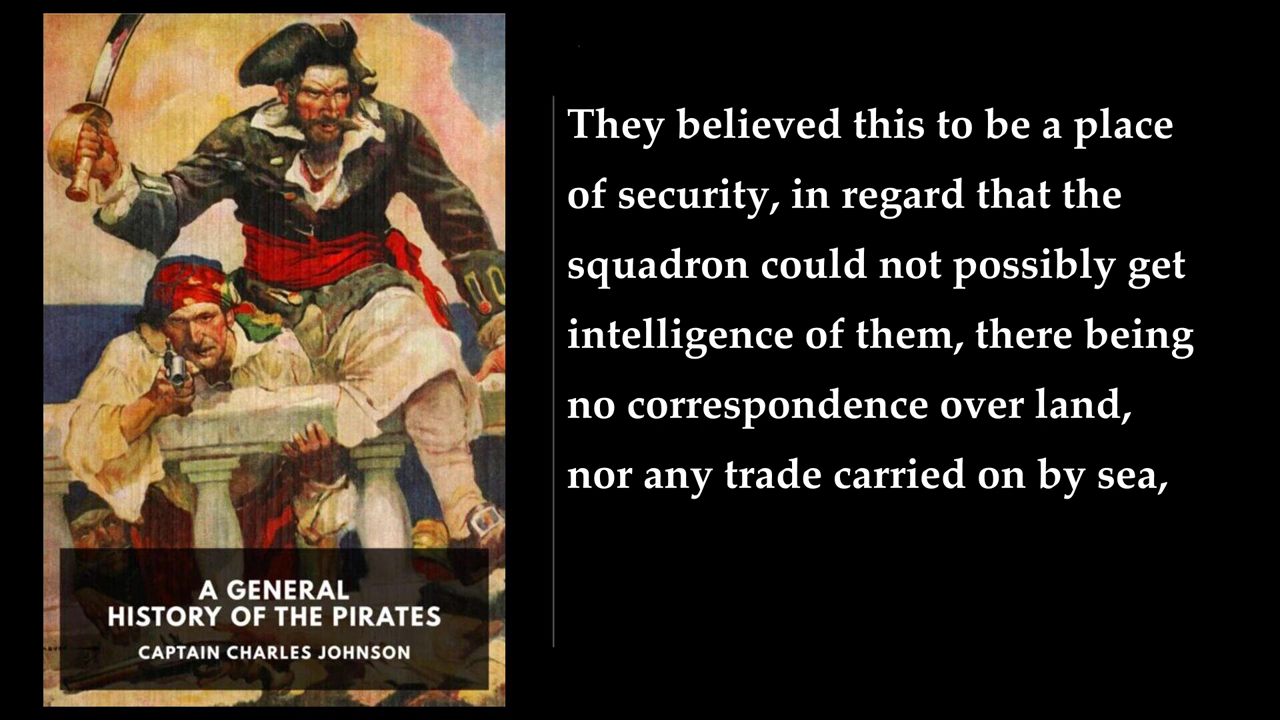 They believed this to be a place
of security, in regard that the
squadron could not possibly get
intelligence of them, there being
no correspondence over land,
nor any trade carried on by sea,
A GENERAL
HISTORY OF THE PIRATES
CAPTAIN CHARLES JOHNSON